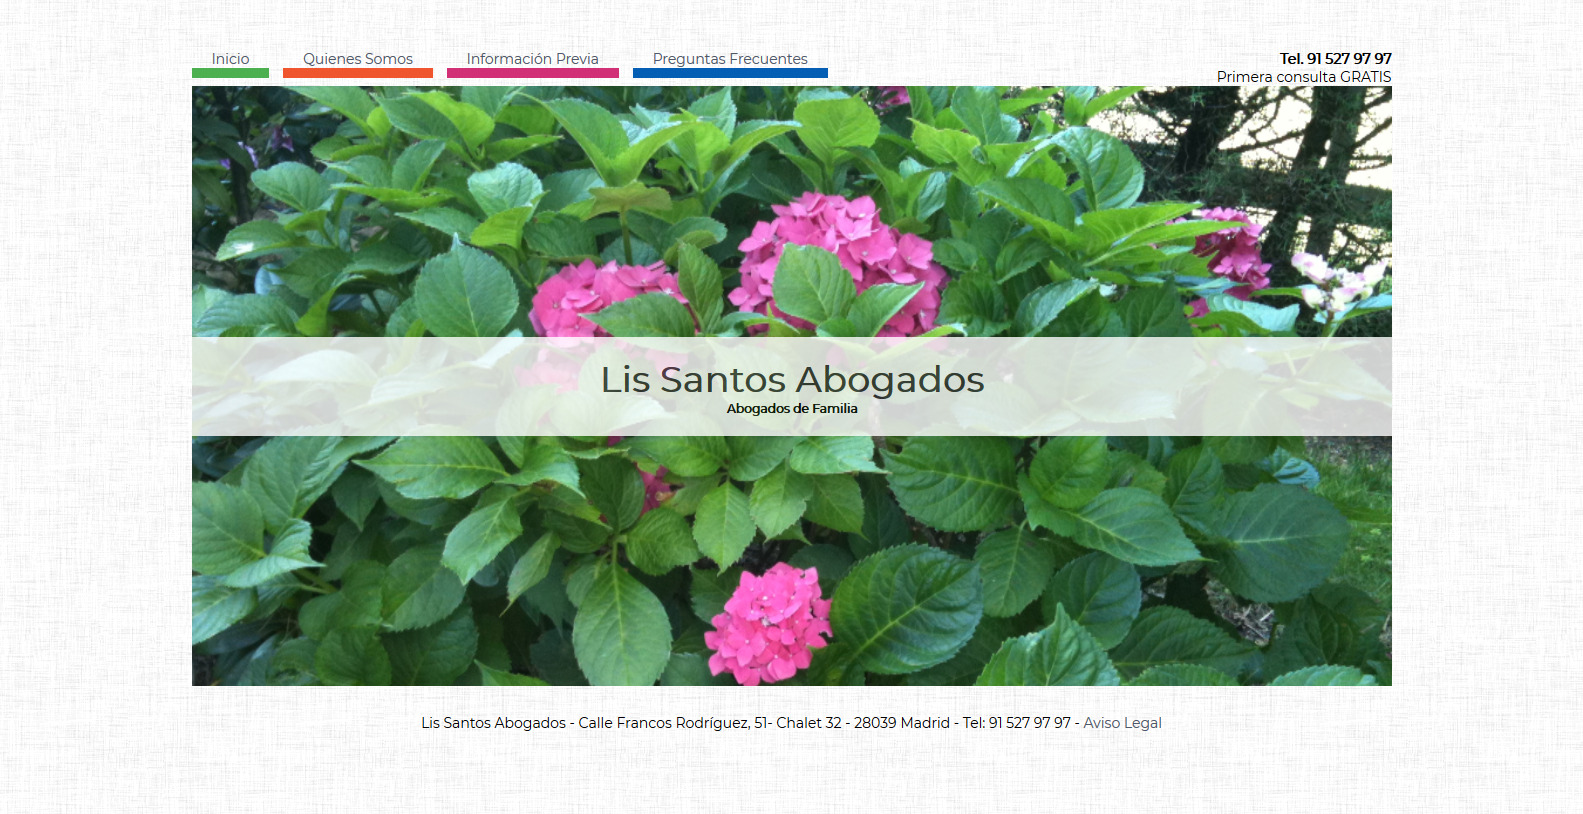 Inicio
Quienes Somos
Información Previa
Preguntas Frecuentes
Tel. 91 527 97 97
Primera consulta GRATIS
Lis Santos Abogados
Abogados de Familia
Lis Santos Abogados - Calle Francos Rodríguez, 51- Chalet 32 - 28039 Madrid - Tel: 91 527 97 97 - Aviso Legal